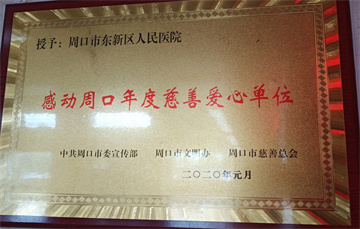 授予：周口市东新区人民医院
感动周口年度慈善爱心单位
中共周口市委宣传部 周口市文明办 周口市慈善总会
二〇二〇年元月